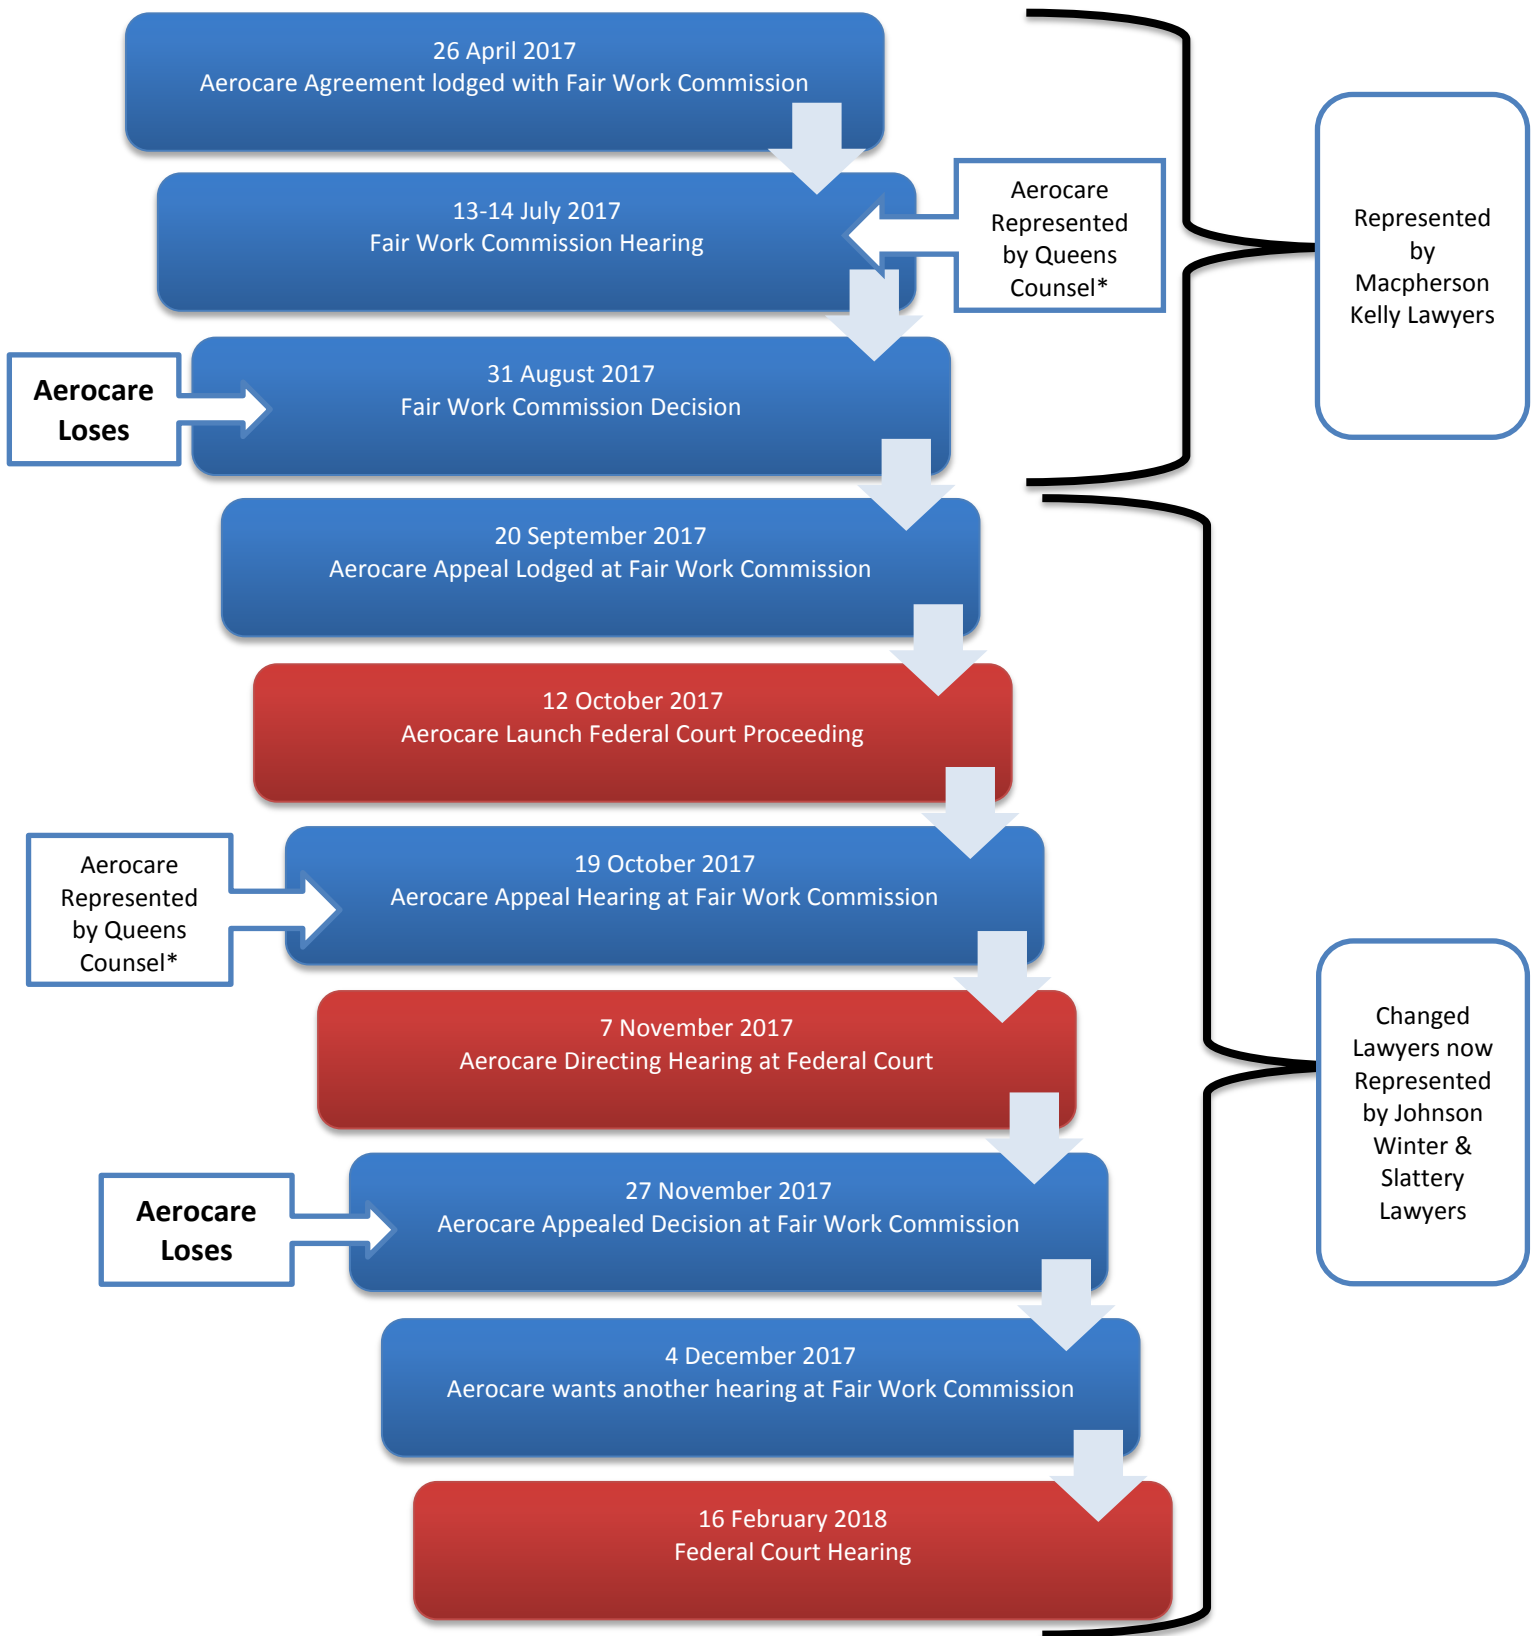 26 April 2017
Aerocare Agreement lodged with Fair Work Commission
13-14 July 2017
Fair Work Commission Hearing
Aerocare
Represented
by Queens
Counsel*
Represented
by
Macpherson
Kelly Lawyers
Aerocare
Loses
31 August 2017
Fair Work Commission Decision
20 September 2017
Aerocare Appeal Lodged at Fair Work Commission
12 October 2017
Aerocare Launch Federal Court Proceeding
Aerocare
Represented
by Queens
Counsel*
19 October 2017
Aerocare Appeal Hearing at Fair Work Commission
7 November 2017
Aerocare Directing Hearing at Federal Court
Changed
Lawyers now
Represented
by Johnson
Winter &
Slattery
Lawyers
Aerocare
Loses
27 November 2017
Aerocare Appealed Decision at Fair Work Commission
4 December 2017
Aerocare wants another hearing at Fair Work Commission
16 February 2018
Federal Court Hearing